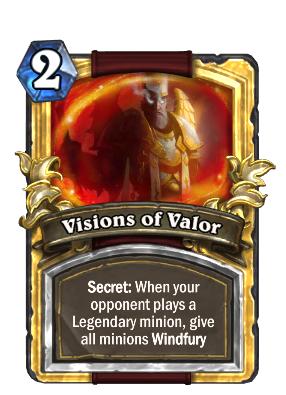 2
Visions of Valor
Secret: When your
opponent plays a
Legendary minion, give
all minions Windfury